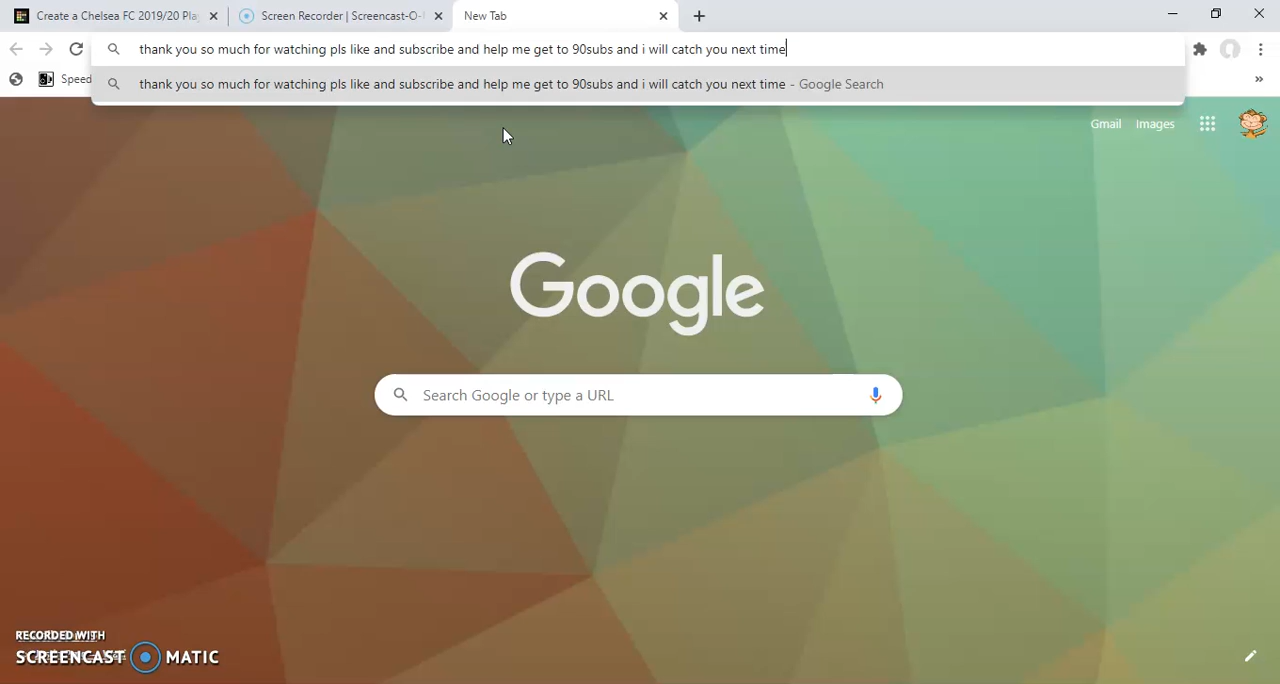 Create a Chelsea FC 2019/20 Pla
Screen Recorder | Screencast-O-
New Tab
thank you so much for watching pls like and subscribe and help me get to 90subs and i will catch you next time
Speed
thank you so much for watching pls like and subscribe and help me get to 90subs and i will catch you next time - Google Search
Gmail
Images
Google
Search Google or type a URL
RECORDED WITH
SCREENCAST MATIC